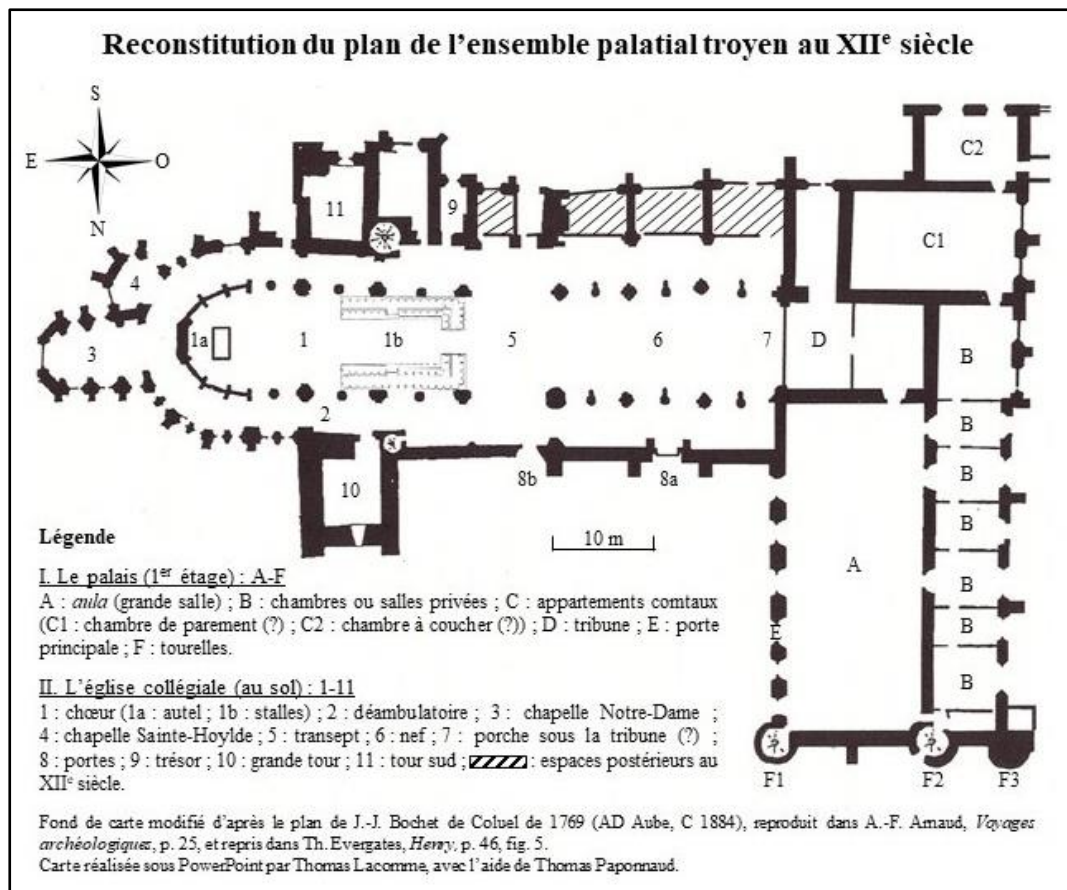 Reconstitution du plan de l'ensemble palatial troyen au XIIe siècle
S
E
O
N
C2
11
9
C1
4
3
1a
1
1b
5
6
7
D
B
2
B
8b
8a
B
10
10 m
B
A
B
E
B
B
F1
F2
F3
Légende
I. Le palais (1er étage) : A-F
A : aula (grande salle) ; B : chambres ou salles privées ; C : appartements comtaux
(C1 : chambre de parement (?) ; C2 : chambre à coucher (?)) ; D : tribune ; E : porte
principale ; F : tourelles.
II. L'église collégiale (au sol) : 1-11
1 : chœur (1a : autel ; 1b : stalles) ; 2 : déambulatoire ; 3 : chapelle Notre-Dame ;
4 : chapelle Sainte-Hoylde ; 5 : transept ; 6 : nef ; 7 : porche sous la tribune (?) ;
8 : portes ; 9 : trésor ; 10 : grande tour ; 11 : tour sud ; : espaces postérieurs au
XIIe siècle.
Fond de carte modifié d'après le plan de J.-J. Bochet de Coluel de 1769 (AD Aube, C 1884), reproduit dans A.-F. Arnaud, Voyages
archéologiques, p. 25, et repris dans Th. Evergates, Henry, p. 46, fig. 5.
Carte réalisée sous PowerPoint par Thomas Lacomme, avec l'aide de Thomas Paponnaud.